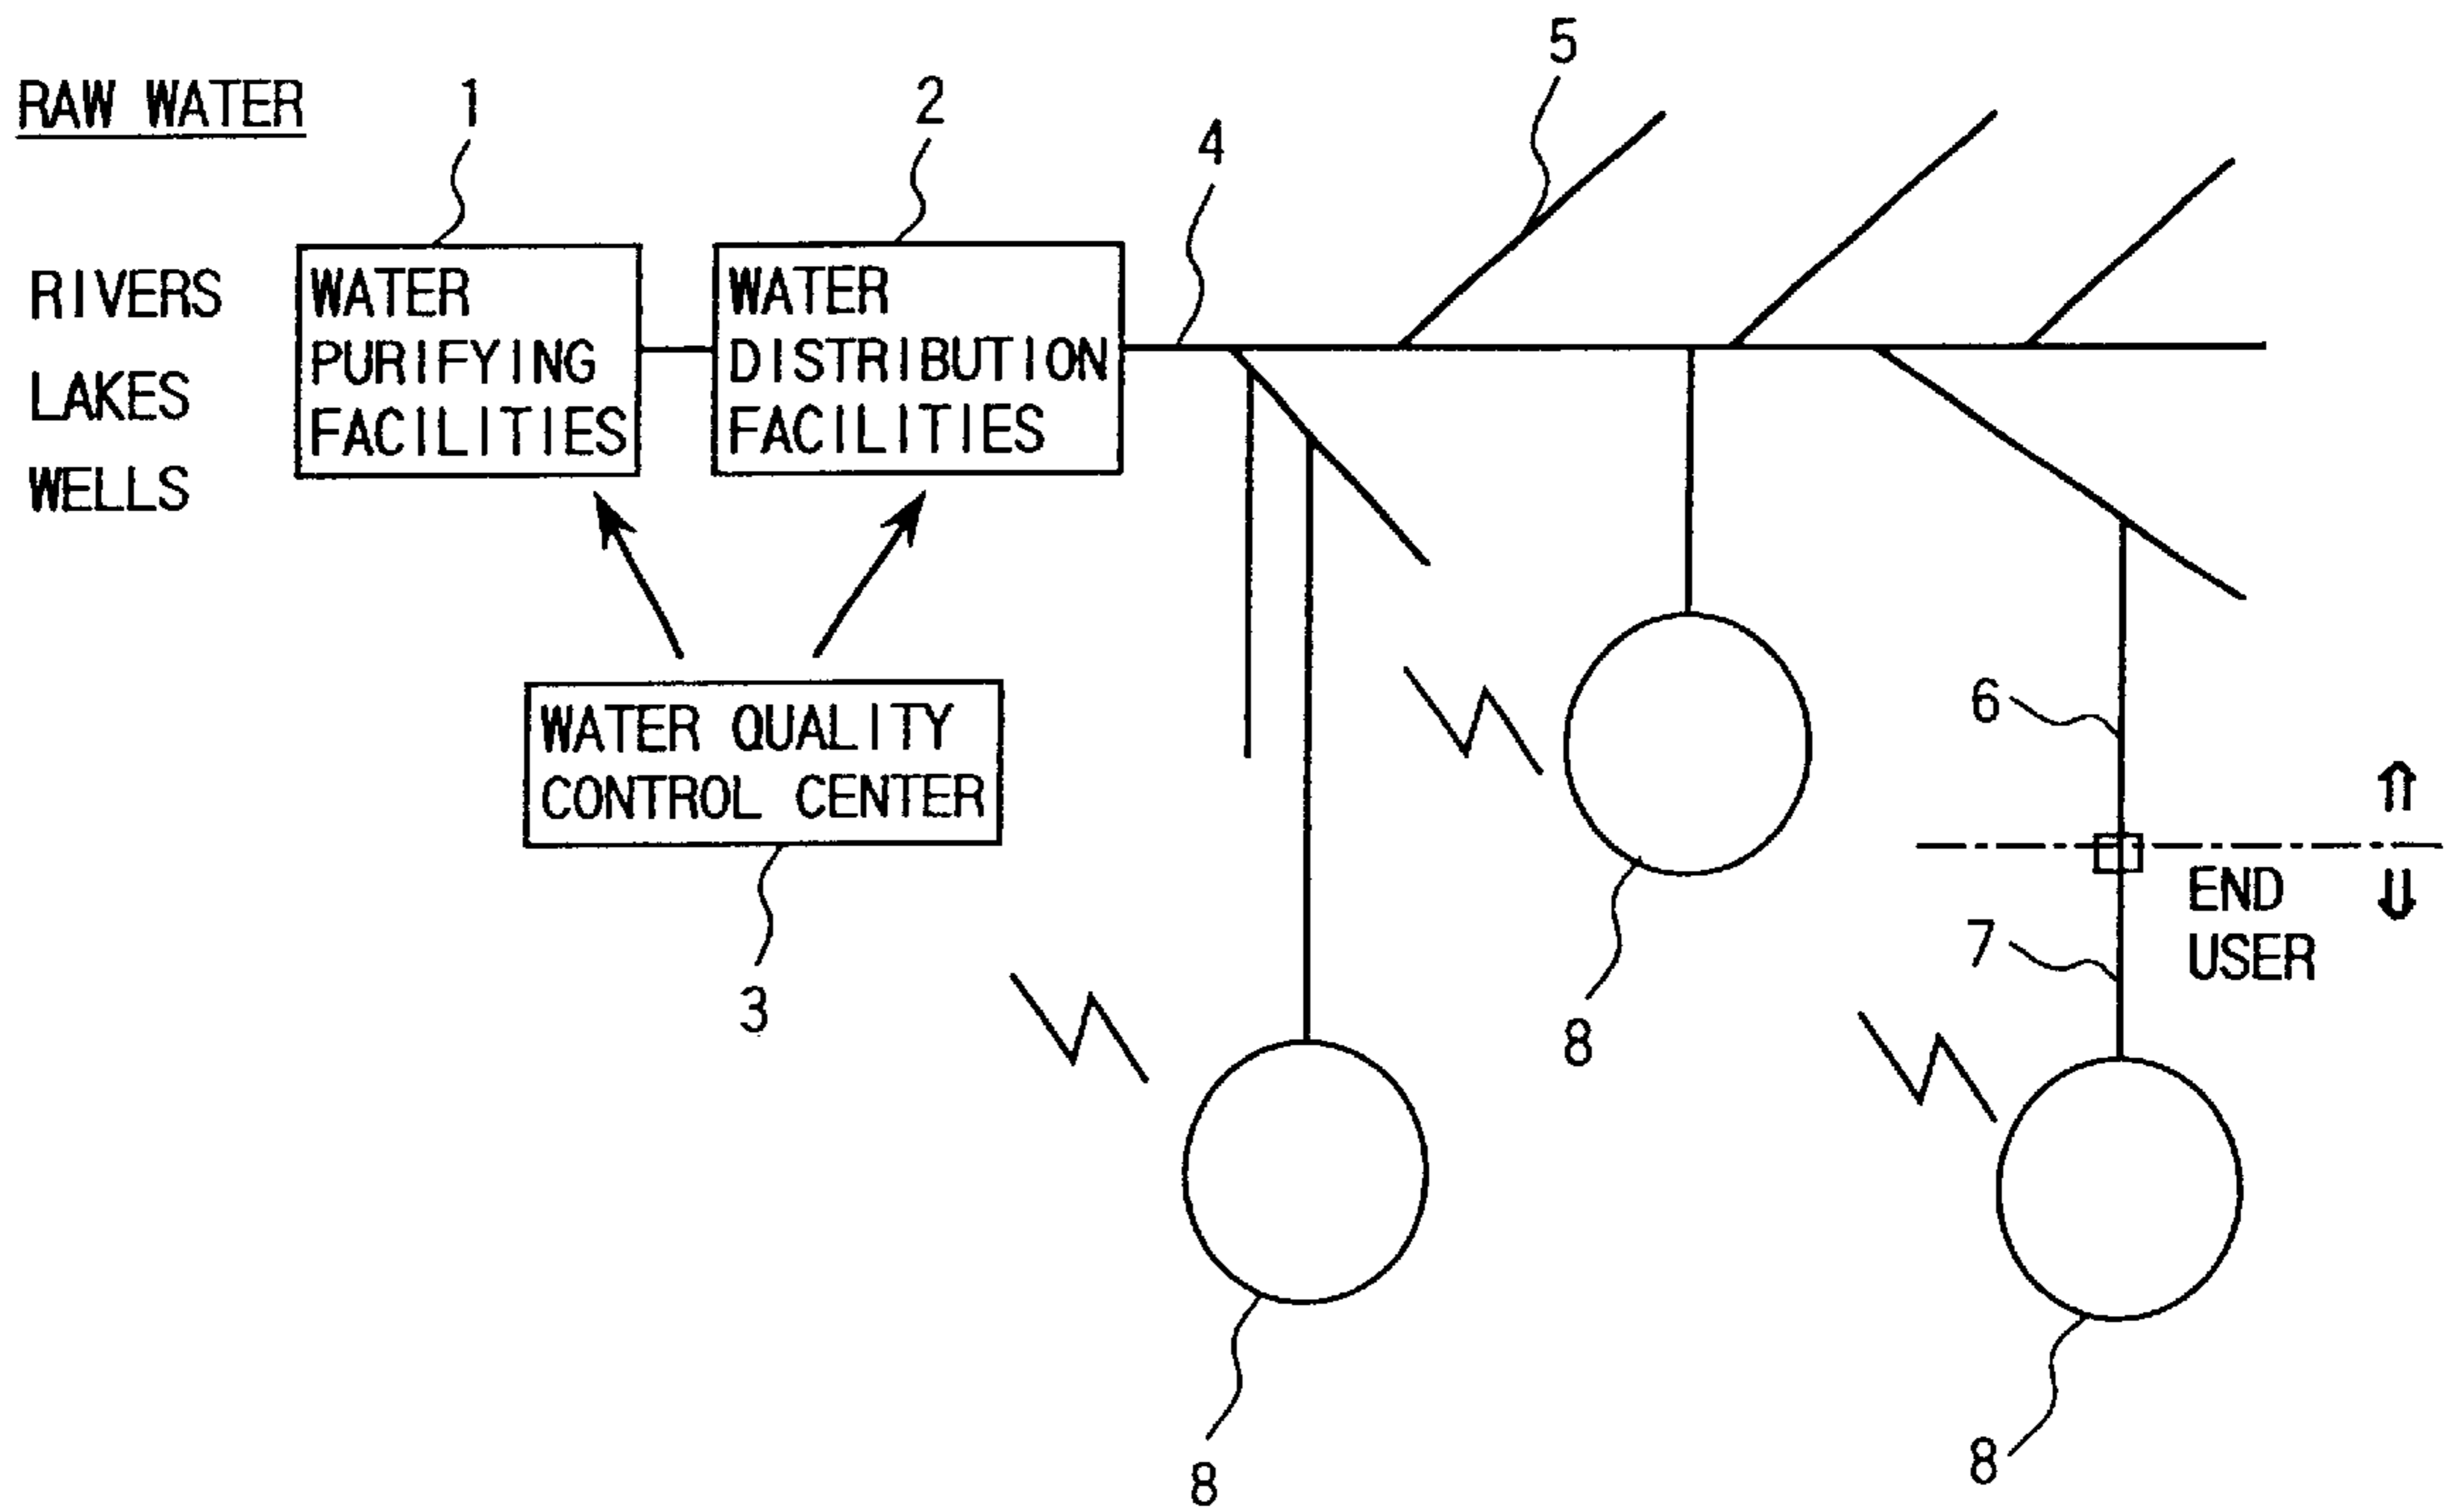 RAW WATER
RIVERS
LAKES
WELLS
1
WATER
PURIFYING
FACILITIES
2
WATER
DISTRIBUTION
FACILITIES
WATER QUALITY
CONTROL CENTER
3
4
5
6
7
END
USER
8
8
8